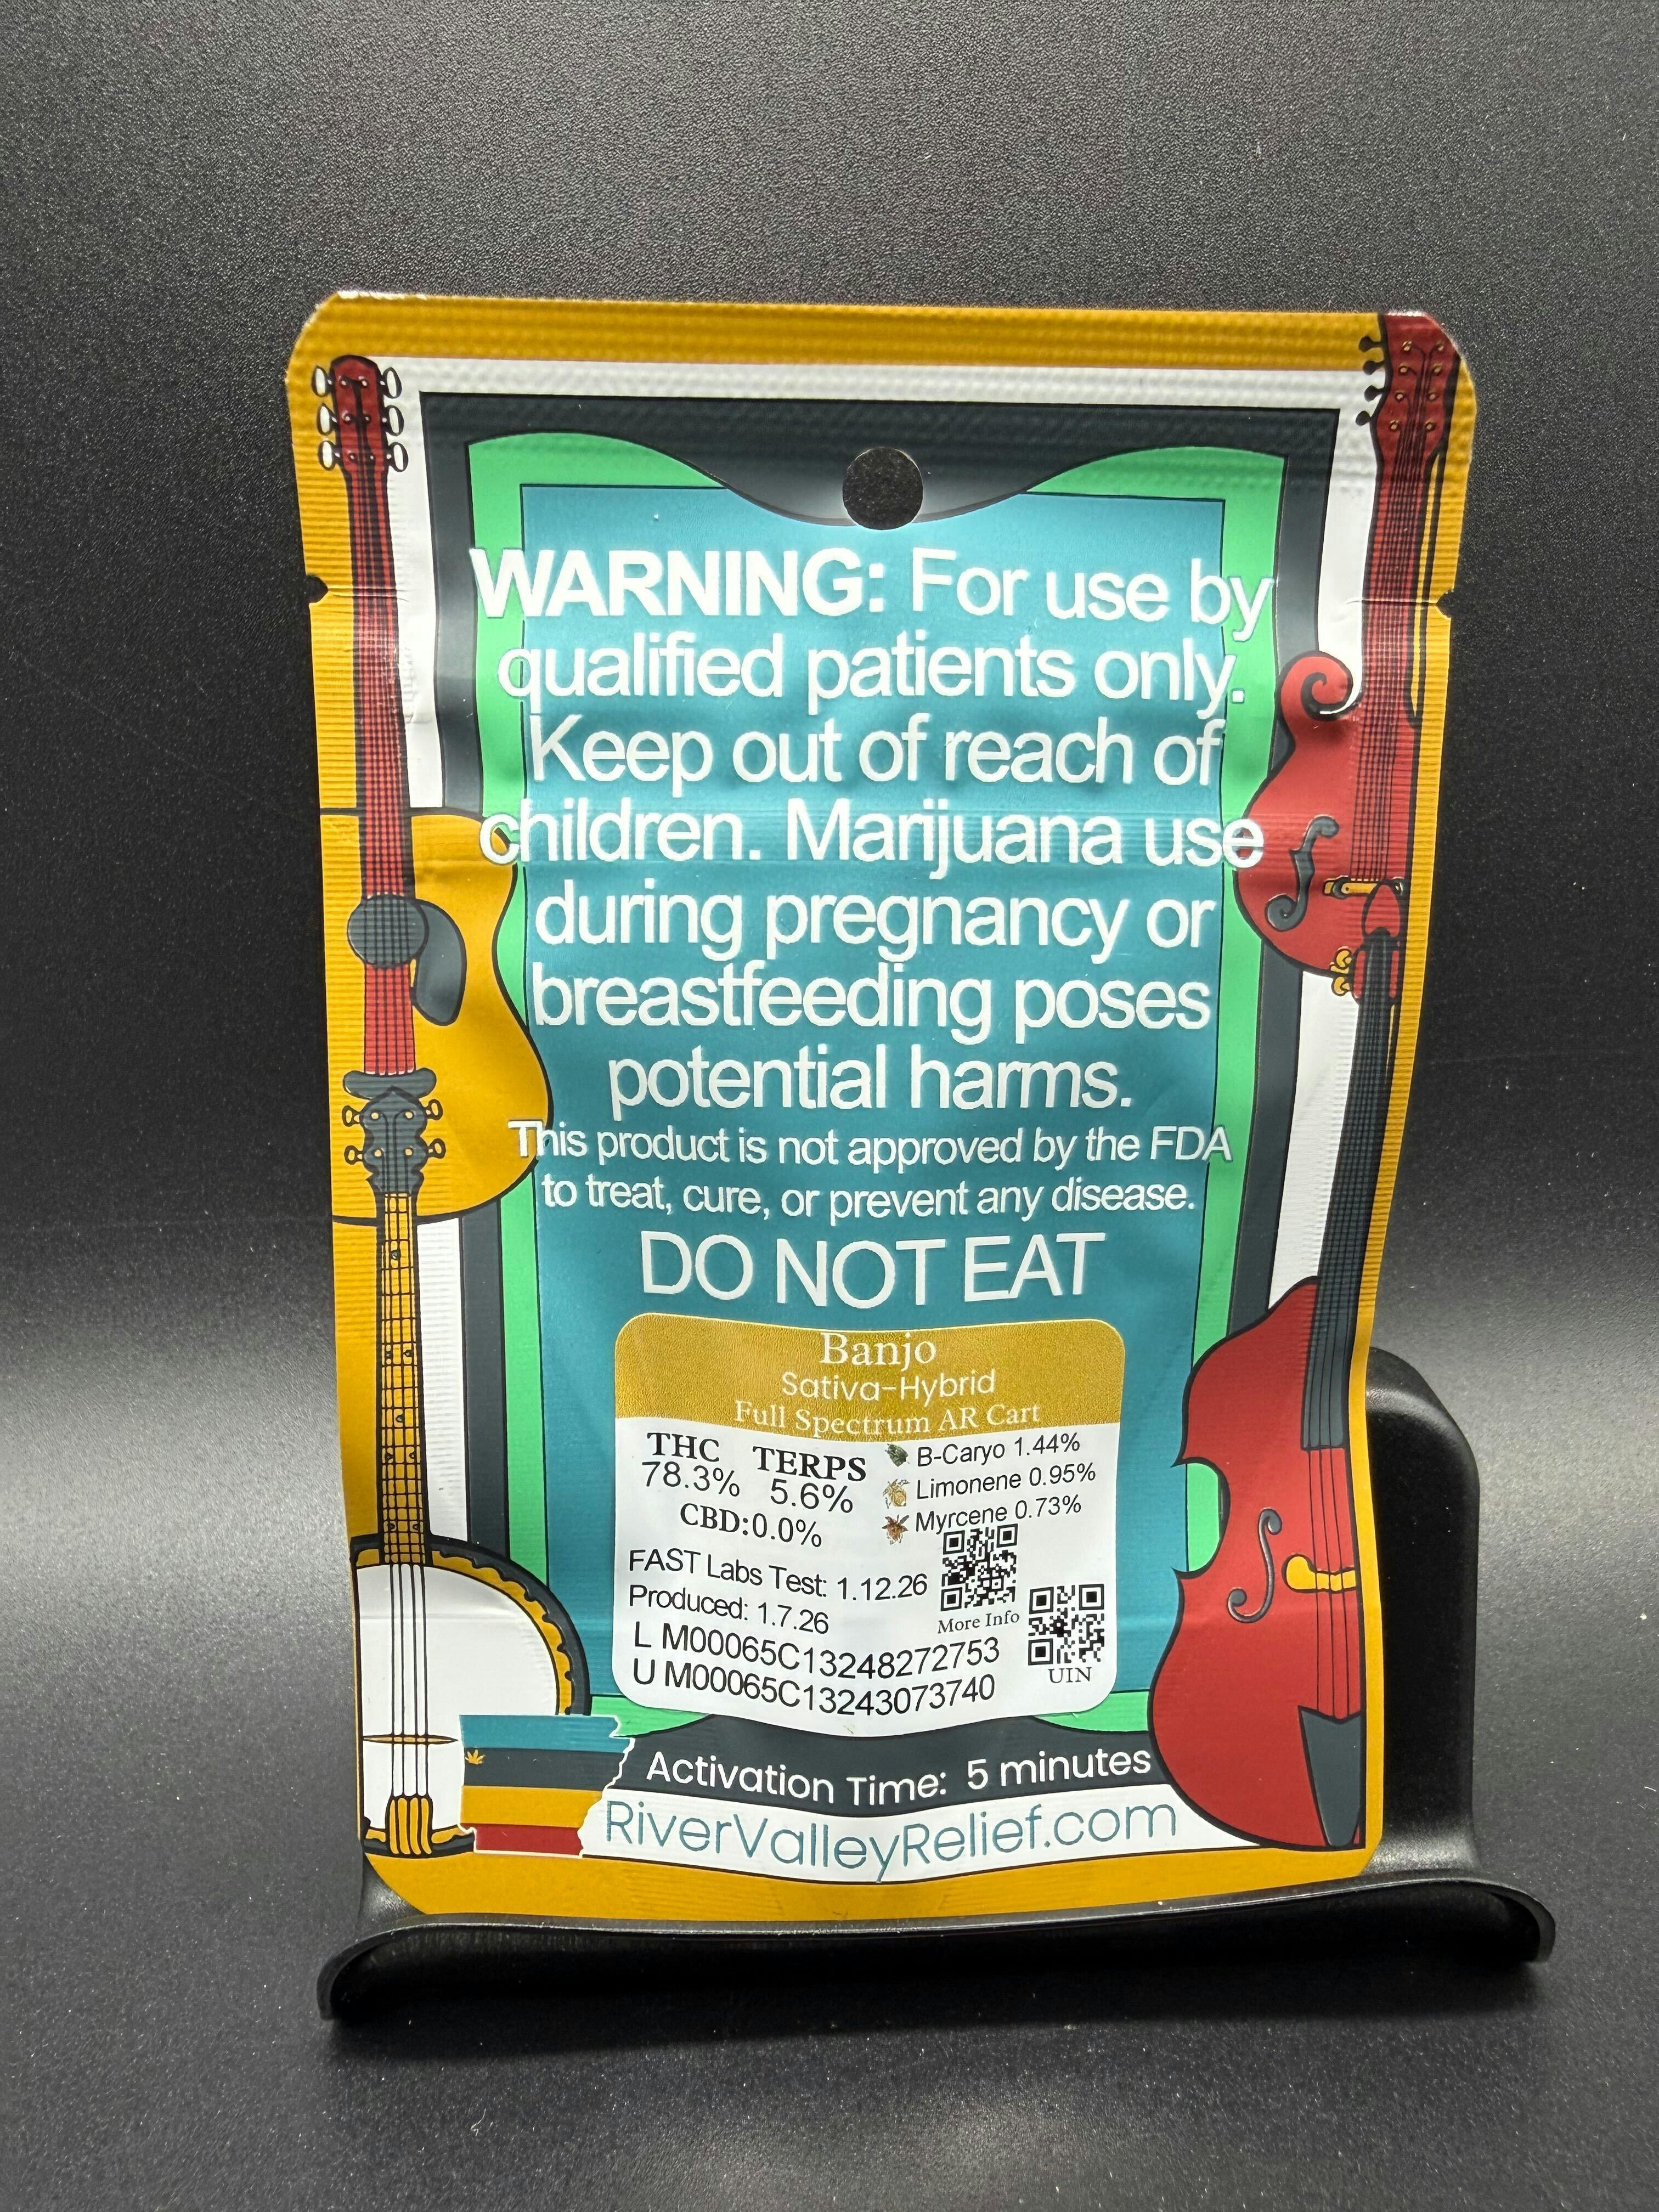 WARNING: For use by
qualified patients only.
Keep out of reach of
children. Marijuana use
during pregnancy or
breastfeeding poses
potential harms.
This product is not approved by the FDA
to treat, cure, or prevent any disease.
DO NOT EAT
Banjo
Sativa-Hybrid
Full Spectrum AR Cart
THC TERPS
78.3% 5.6%
CBD:0.0%
B-Caryo 1.44%
Limonene 0.95%
Myrcene 0.73%
FAST Labs Test: 1.12.26
Produced: 1.7.26
More Info
L M00065C13248272753
U M00065C13243073740
UIN
Activation Time: 5 minutes
RiverValleyRelief.com